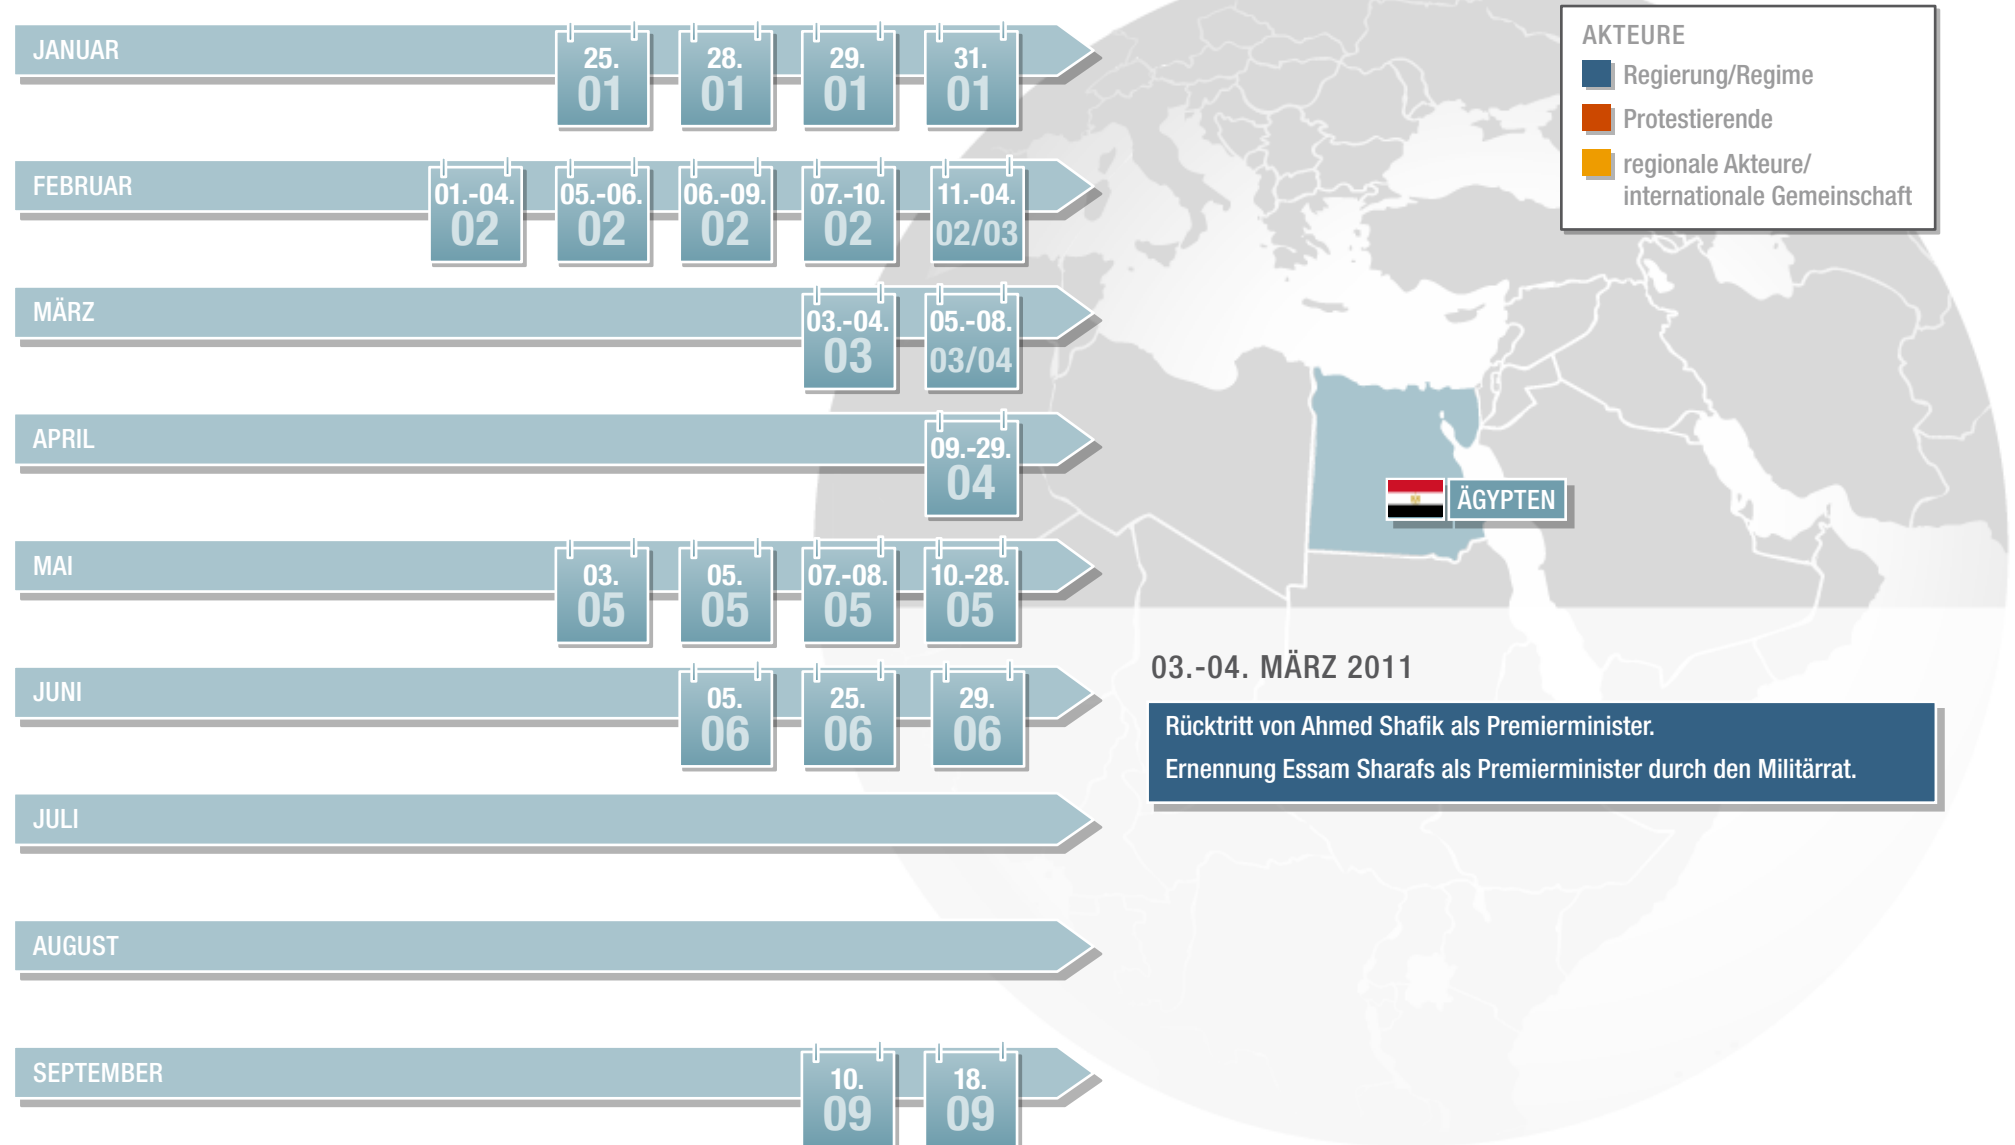 JANUAR
25.
01
28.
01
29.
01
31.
01
FEBRUAR
01.-04.
02
05.-06.
02
06.-09.
02
07.-10.
02
11.-04.
02/03
MÄRZ
03.-04.
03
05.-08.
03/04
APRIL
09.-29.
04
MAI
03.
05
05.
05
07.-08.
05
10.-28.
05
JUNI
05.
06
25.
06
29.
06
JULI
AUGUST
SEPTEMBER
10.
09
18.
09
AKTEURE
Regierung/Regime
Protestierende
regionale Akteure/
internationale Gemeinschaft
ÄGYPTEN
03.-04. MÄRZ 2011
Rücktritt von Ahmed Shafik als Premierminister.
Ernennung Essam Sharafs als Premierminister durch den Militärrat.